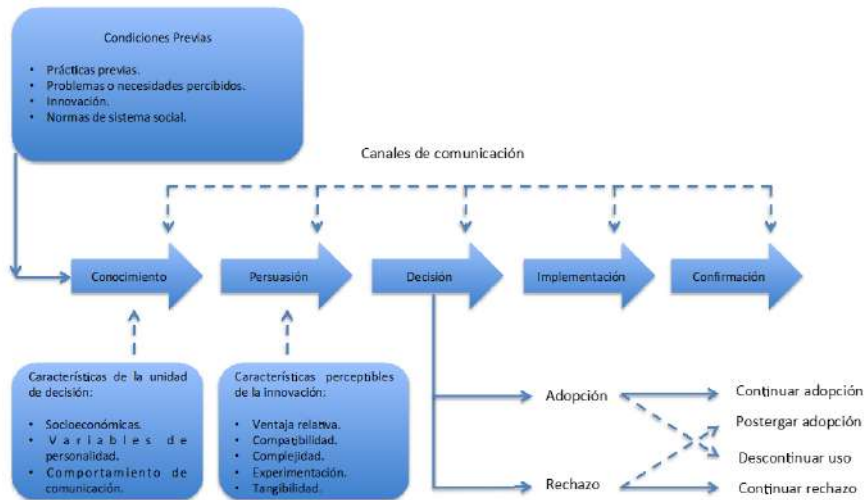 Condiciones Previas
• Prácticas previas.
• Problemas o necesidades percibidos.
• Innovación.
• Normas de sistema social.
Canales de comunicación
Conocimiento
Persuasión
Decisión
Implementación
Confirmación
Características de la unidad
de decisión:
• Socioeconómicas.
• Variables de
personalidad.
• Comportamiento de
comunicación.
Características perceptibles
de la innovación:
• Ventaja relativa.
• Compatibilidad.
• Complejidad.
• Experimentación.
• Tangibilidad.
Adopción
Rechazo
Continuar adopción
Postergar adopción
Descontinuar uso
Continuar rechazo